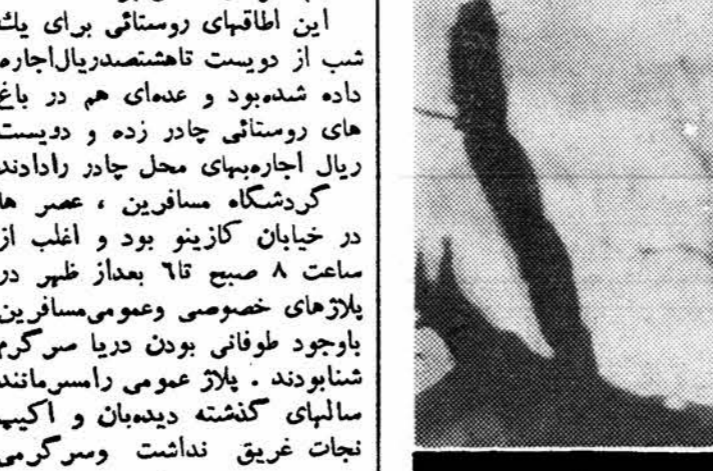 این اطاقهای روستائی برای یك
شب از دویست تاهشتصدریال‌اجاره
داده شده‌بود و عده‌ای هم در باغ
های روستائی چادر زده و دویست
ریال اجاره‌بهای محل چادر رادادند
گردشگاه مسافرین ، عصر ها
در خیابان کازینو بود و اغلب از
ساعت ۸ صبح تا٦ بعداز ظهر در
پلاژهای خصوصی وعمومی‌مسافرین
باوجود طوفانی بودن دریا سرگرم
شنابودند . پلاژ عمومی رامسرمانند
سالهای گذشته دیده‌بان و اکیپ
نجات غریق نداشت وسرگرمی